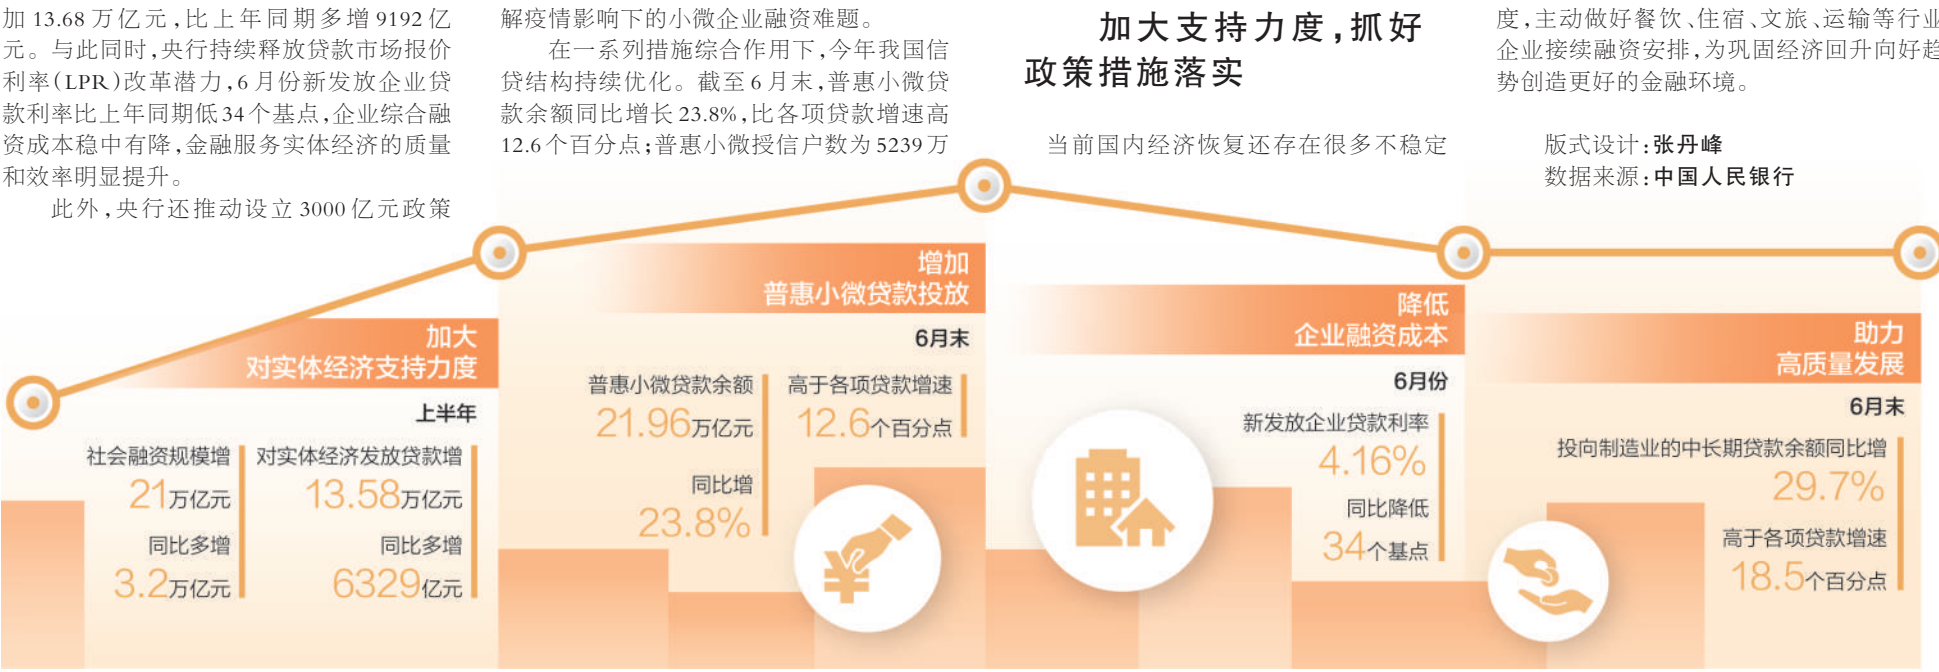 加 13.68 万亿元,比上年同期多增 9192 亿
元。与此同时,央行持续释放贷款市场报价
利率(LPR)改革潜力,6 月份新发放企业贷
款利率比上年同期低 34 个基点,企业综合融
资成本稳中有降,金融服务实体经济的质量
和效率明显提升。
此外,央行还推动设立 3000 亿元政策
解疫情影响下的小微企业融资难题。
在一系列措施综合作用下,今年我国信
贷结构持续优化。截至 6 月末,普惠小微贷
款余额同比增长 23.8%,比各项贷款增速高
12.6 个百分点;普惠小微授信户数为 5239 万
加大支持力度,抓好
政策措施落实
当前国内经济恢复还存在很多不稳定
度,主动做好餐饮、住宿、文旅、运输等行业
企业接续融资安排,为巩固经济回升向好趋
势创造更好的金融环境。
版式设计:张丹峰
数据来源:中国人民银行
加大
对实体经济支持力度
上半年
社会融资规模增
21万亿元
同比多增
3.2万亿元
对实体经济发放贷款增
13.58万亿元
同比多增
6329亿元
增加
普惠小微贷款投放
6月末
普惠小微贷款余额
21.96万亿元
同比增
23.8%
高于各项贷款增速
12.6个百分点
降低
企业融资成本
6月份
新发放企业贷款利率
4.16%
同比降低
34个基点
助力
高质量发展
6月末
投向制造业的中长期贷款余额同比增
29.7%
高于各项贷款增速
18.5个百分点